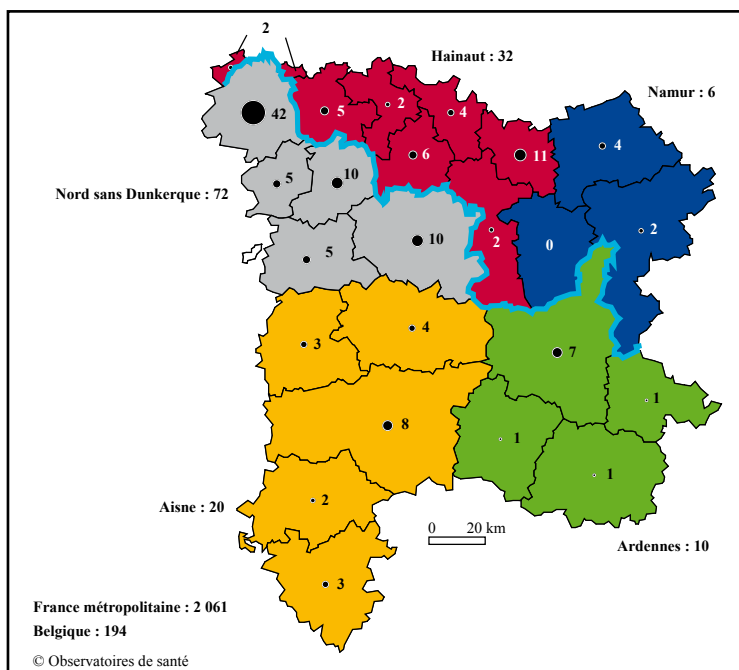 2
Hainaut : 32
Namur : 6
42
5
2
4
6
11
4
Nord sans Dunkerque : 72
5
10
10
5
2
0
2
3
4
7
1
8
1
1
Aisne : 20
2
0 20 km
Ardennes : 10
3
France métropolitaine : 2 061
Belgique : 194
© Observatoires de santé